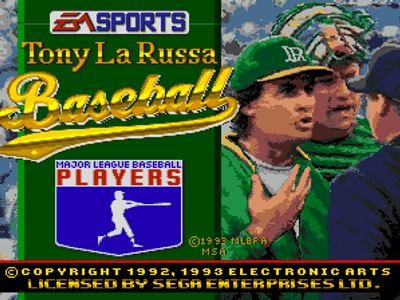 EA SPORTS
Tony La Russa
Baseball
MAJOR LEAGUE BASEBALL
PLAYERS
©1993 MLBPA
MSA
© COPYRIGHT 1992, 1993 ELECTRONIC ARTS
LICENSED BY SEGA ENTERPRISES LTD.